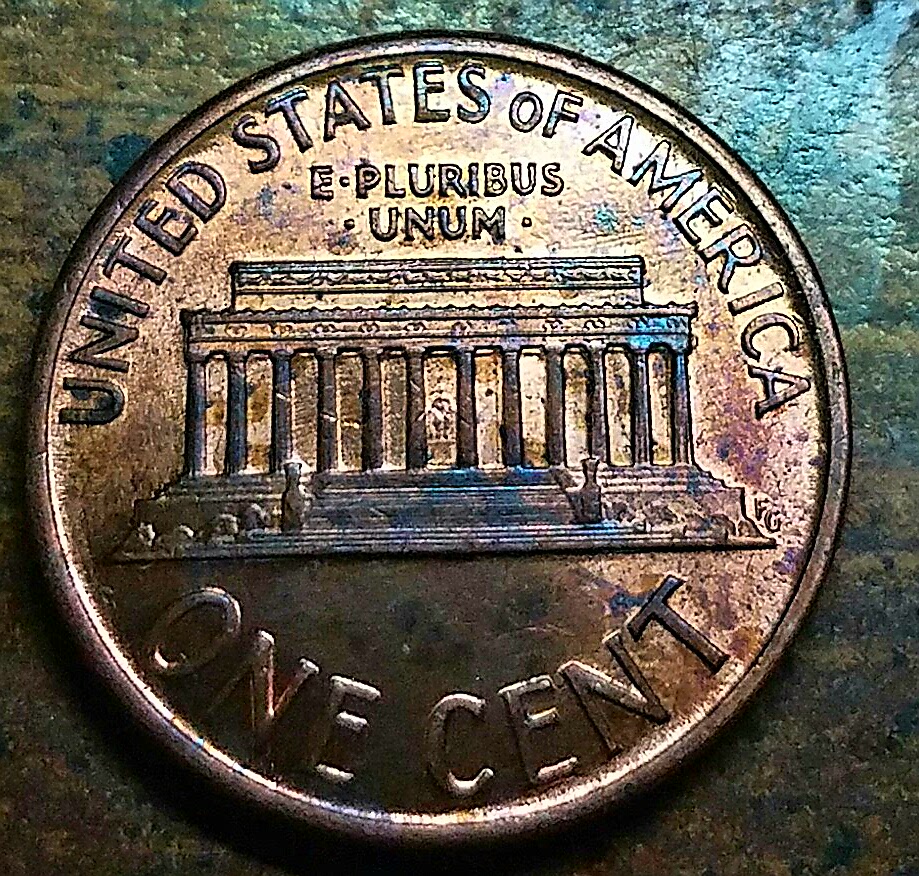 UNITED STATES OF AMERICA
E·PLURIBUS
·UNUM·
FG
ONE CENT